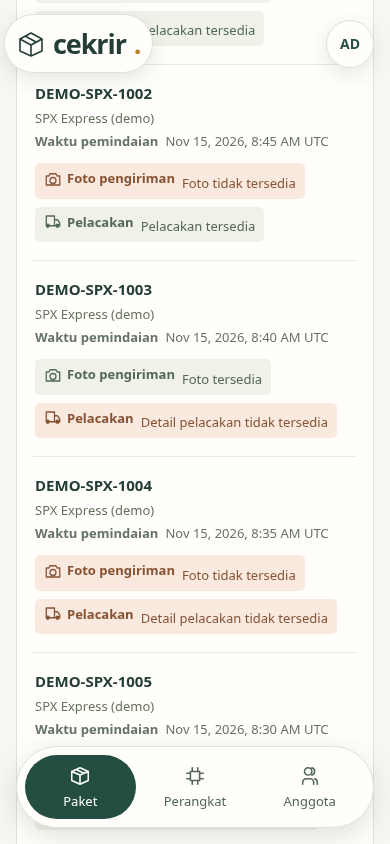 Pelacakan tersedia
cekrir .
AD
DEMO-SPX-1002
SPX Express (demo)
Waktu pemindaian Nov 15, 2026, 8:45 AM UTC
Foto pengiriman Foto tidak tersedia
Pelacakan Pelacakan tersedia
DEMO-SPX-1003
SPX Express (demo)
Waktu pemindaian Nov 15, 2026, 8:40 AM UTC
Foto pengiriman Foto tersedia
Pelacakan Detail pelacakan tidak tersedia
DEMO-SPX-1004
SPX Express (demo)
Waktu pemindaian Nov 15, 2026, 8:35 AM UTC
Foto pengiriman Foto tidak tersedia
Pelacakan Detail pelacakan tidak tersedia
DEMO-SPX-1005
SPX Express (demo)
Waktu pemindaian Nov 15, 2026, 8:30 AM UTC
Paket
Perangkat
Anggota